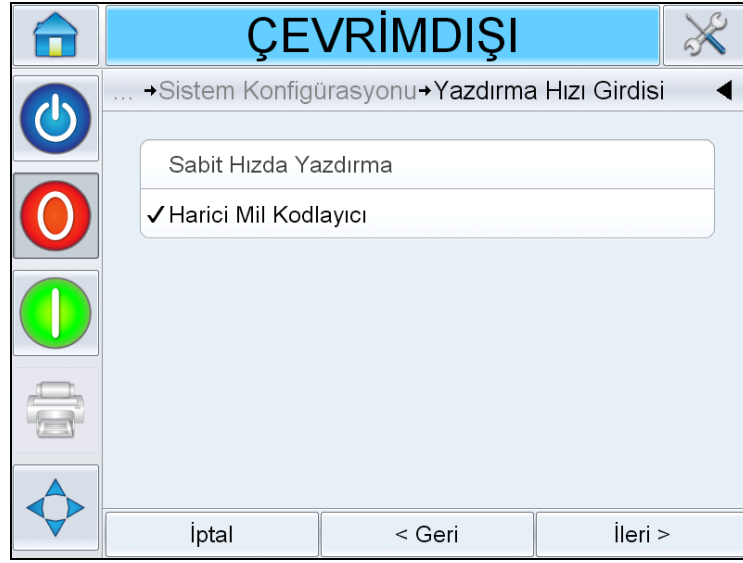 ÇEVRİMDIŞI
... →Sistem Konfigürasyonu→Yazdırma Hızı Girdisi
Sabit Hızda Yazdırma
✓Harici Mil Kodlayıcı
İptal
< Geri
İleri >